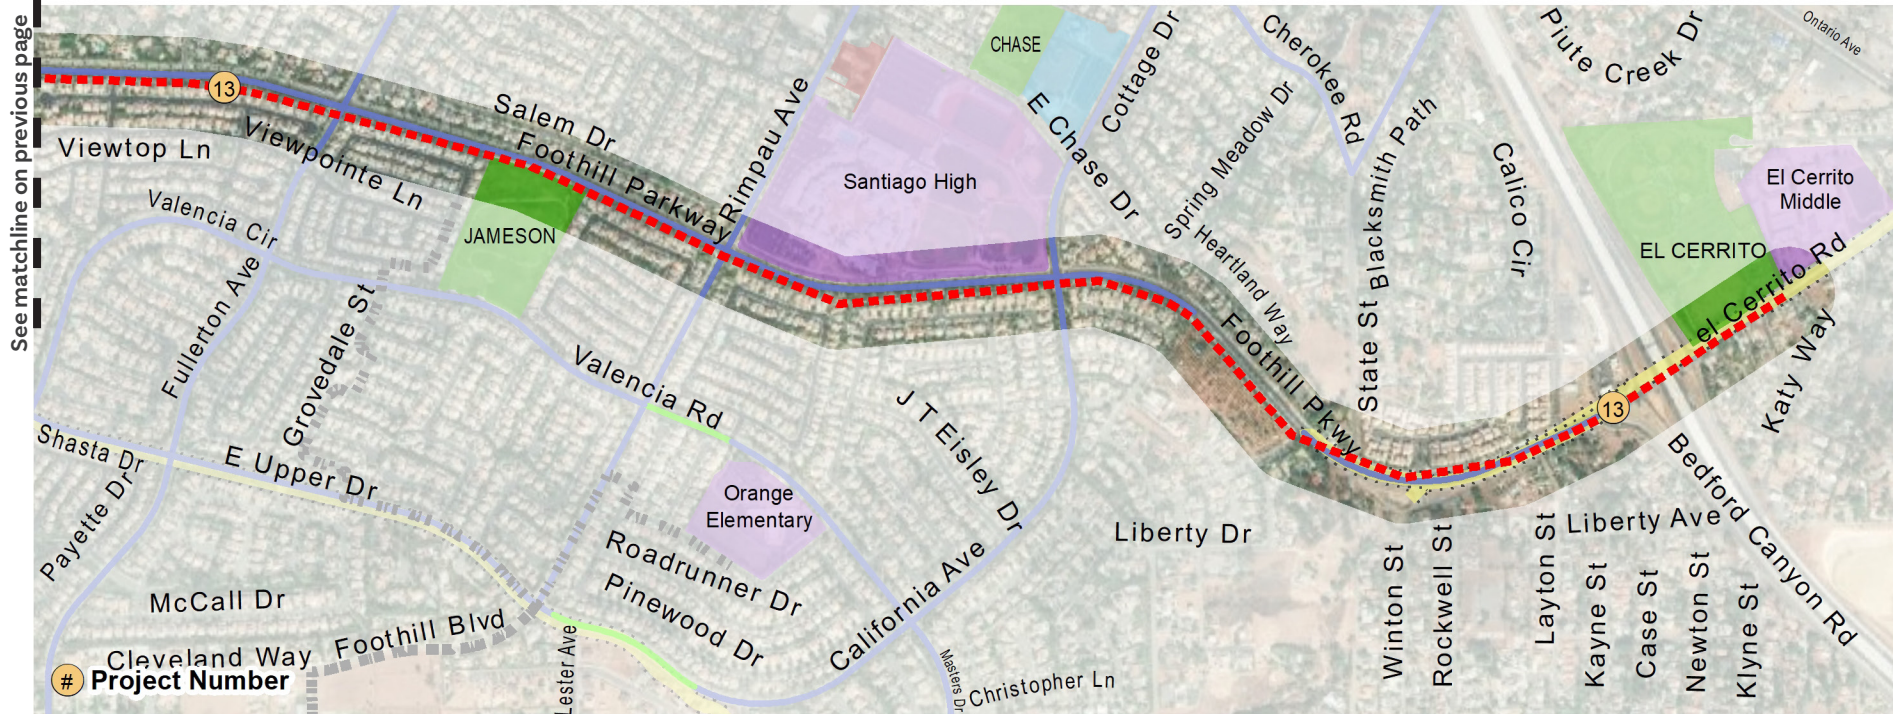 See matchline on previous page
CHASE
Cottage Dr
Cherokee Rd
Piute Creek Dr
Ontario Ave
13
Salem Dr
Rimpau Ave
E Chase Dr
Spring Meadow Dr
Blacksmith Path
Calico Cir
Viewtop Ln
Viewpointe Ln
Foothill Parkway
Santiago High
El Cerrito
Middle
Valencia Cir
JAMESON
Heartland Way
EL CERRITO
el Cerrito Rd
Fullerton Ave
Grovedale St
Valencia Rd
Foothill Pkwy
State St
Katy Way
13
Shasta Dr
E Upper Dr
J T Eisley Dr
Bedford Canyon Rd
Payette Dr
Orange
Elementary
Liberty Dr
Liberty Ave
Roadrunner Dr
Pinewood Dr
California Ave
Winton St
Rockwell St
Layton St
Kayne St
Case St
Newton St
Klyne St
McCall Dr
Foothill Blvd
Cleveland Way
Lester Ave
Masters Dr
Christopher Ln
# Project Number